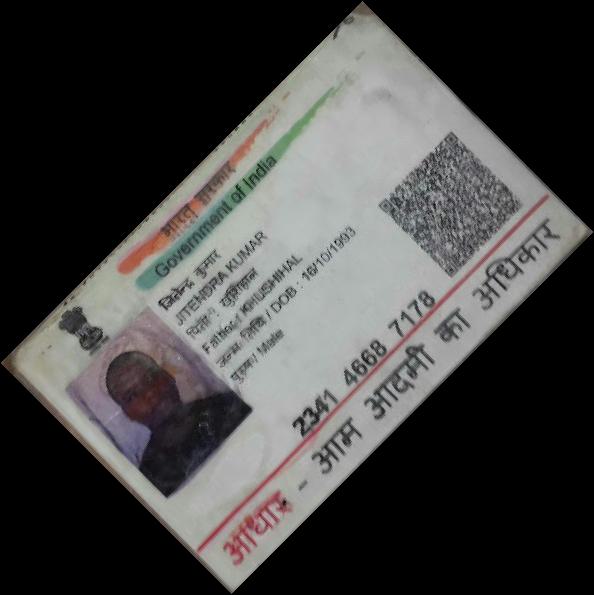 भारत सरकार
Government of India
जितेन्द्र कुमार
JITENDRA KUMAR
पिता : खुशिहाल
Father : KHUSHIHAL
जन्म तिथि / DOB : 16/10/1993
पुरुष / Male
2341 4668 7178
आधार - आम आदमी का अधिकार